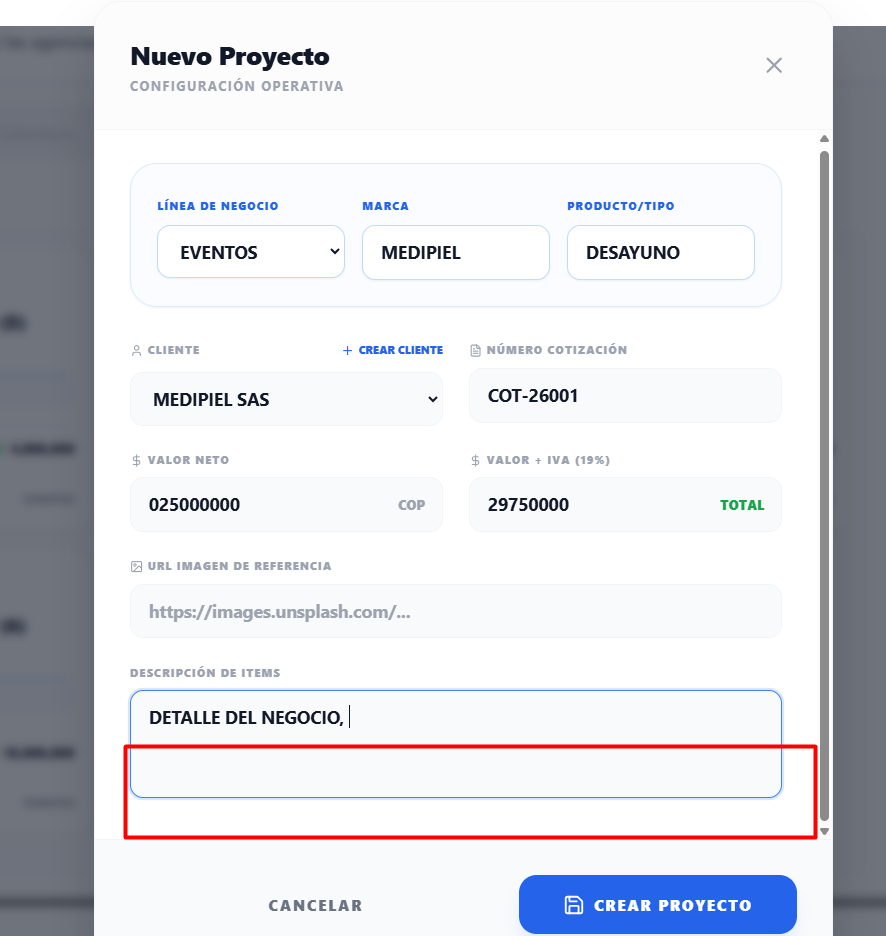 Nuevo Proyecto
CONFIGURACIÓN OPERATIVA
LÍNEA DE NEGOCIO MARCA PRODUCTO/TIPO
EVENTOS MEDIPIEL DESAYUNO
CLIENTE + CREAR CLIENTE NÚMERO COTIZACIÓN
MEDIPIEL SAS COT-26001
$ VALOR NETO $ VALOR + IVA (19%)
025000000 COP 29750000 TOTAL
URL IMAGEN DE REFERENCIA
https://images.unsplash.com/...
DESCRIPCIÓN DE ITEMS
DETALLE DEL NEGOCIO,
CANCELAR CREAR PROYECTO